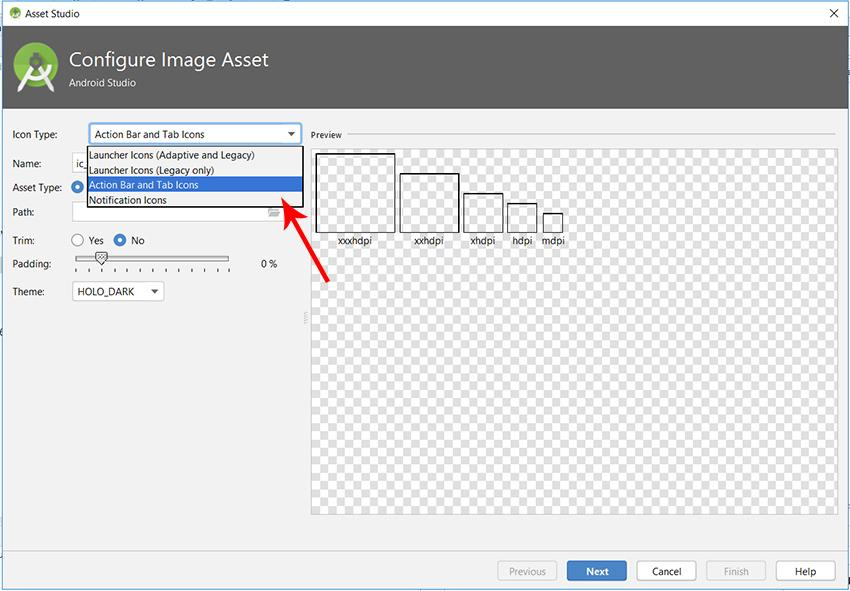 Asset Studio
Configure Image Asset
Android Studio
Icon Type: Action Bar and Tab Icons
Launcher Icons (Adaptive and Legacy)
Launcher Icons (Legacy only)
Action Bar and Tab Icons
Notification Icons
Name: ic_
Asset Type:
Path:
Trim: Yes No
Padding: 0 %
Theme: HOLO_DARK
Preview
xxxhdpi xxhdpi xhdpi hdpi mdpi
Previous Next Cancel Finish Help